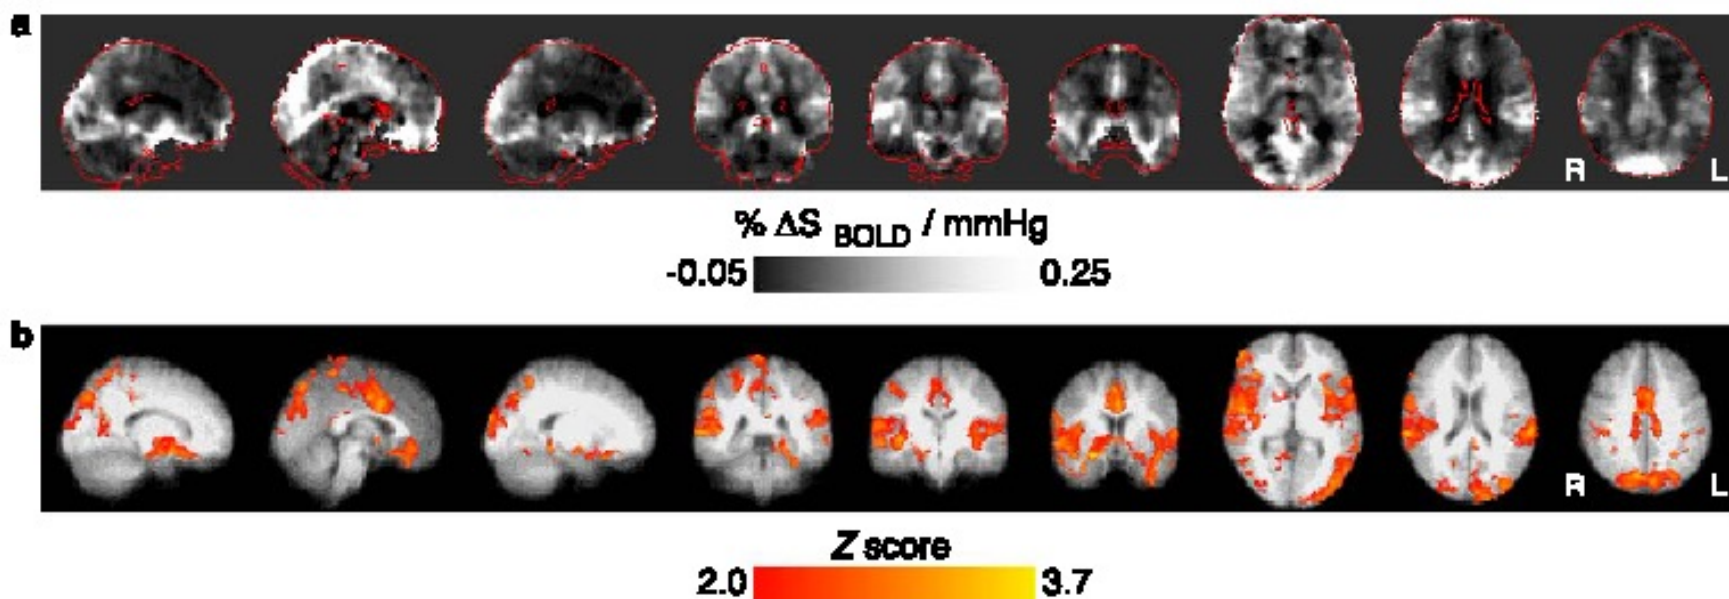 a
R L
% ΔS BOLD / mmHg
-0.05 0.25
b
R L
Z score
2.0 3.7